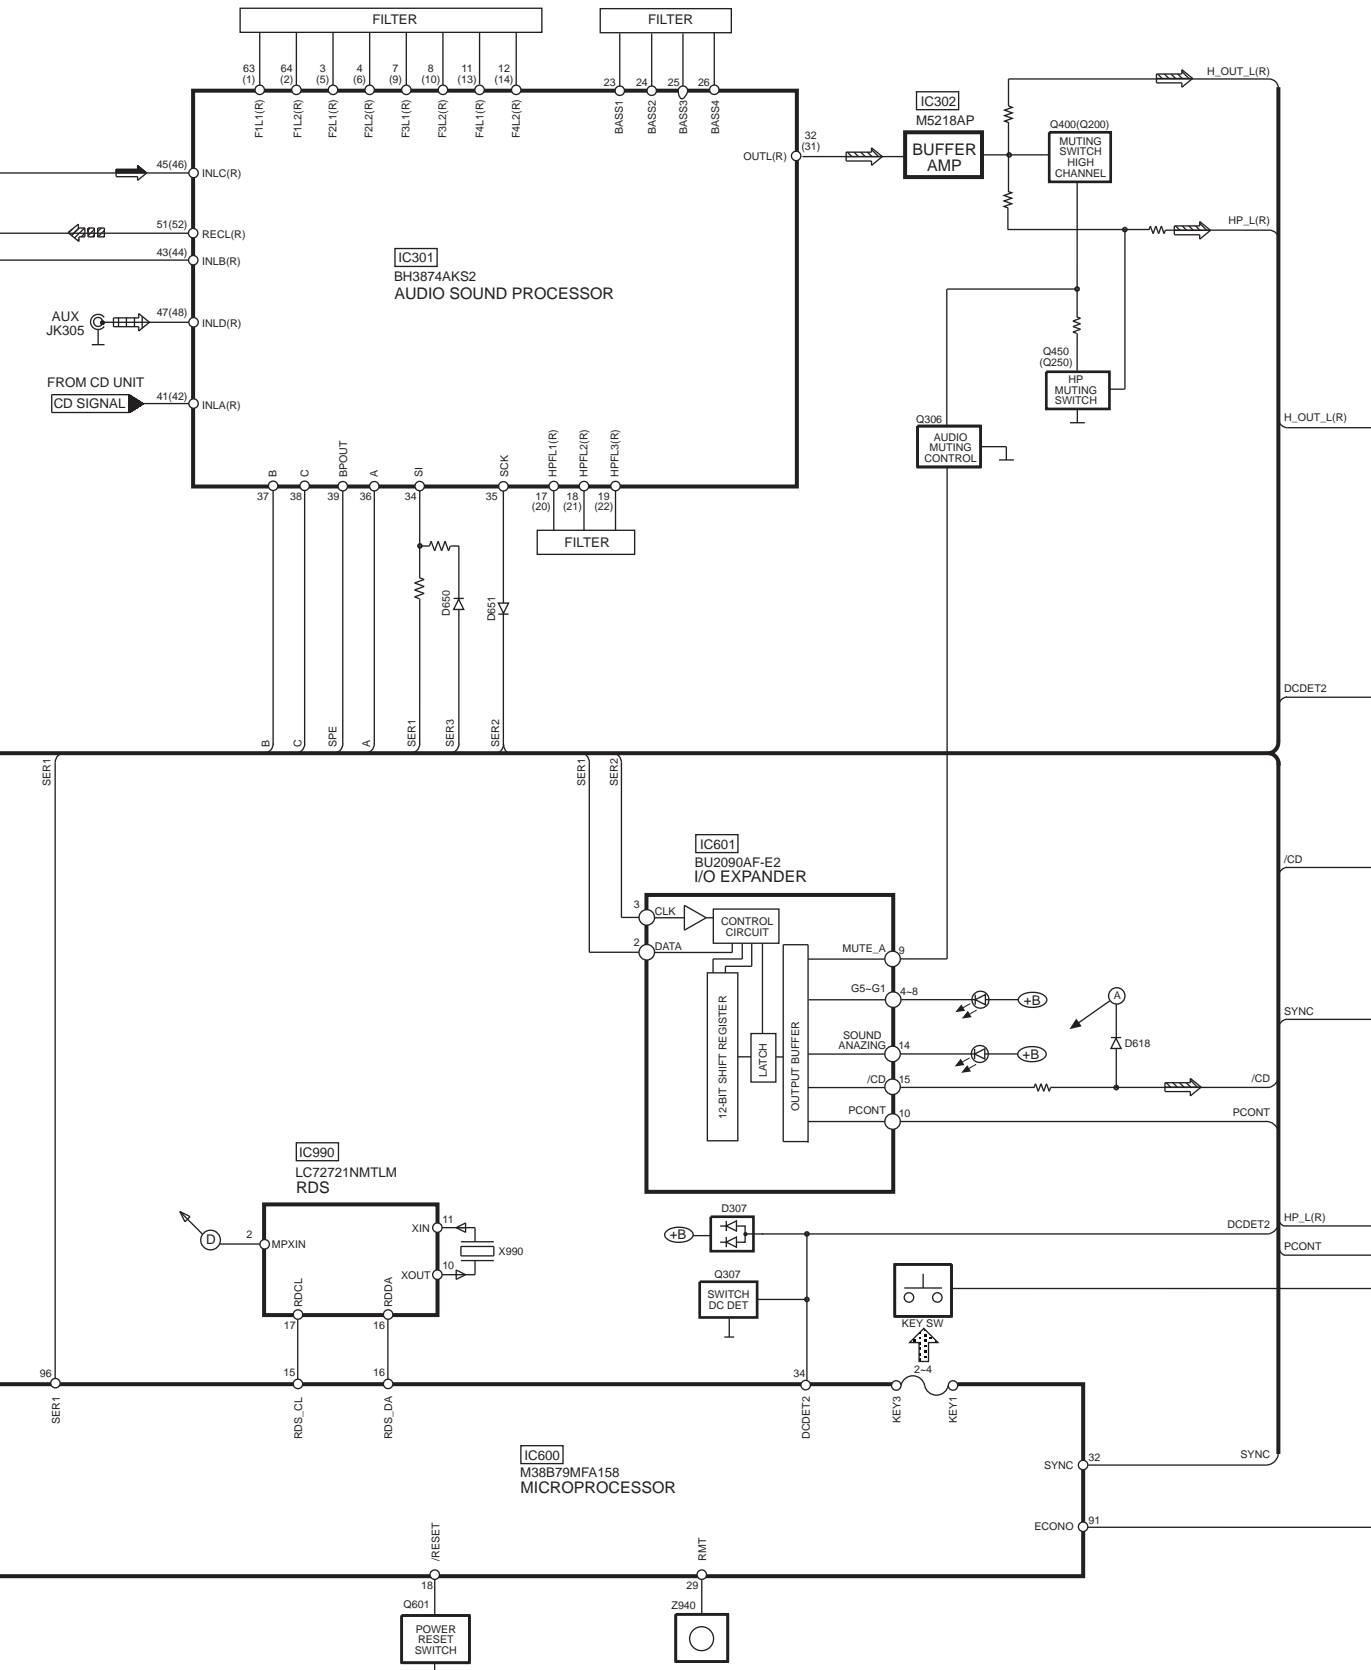 FILTER
FILTER
63
(1)
64
(2)
3
(5)
4
(6)
7
(9)
8
(10)
11
(13)
12
(14)
23
24
25
26
F1L1(R)
F1L2(R)
F2L1(R)
F2L2(R)
F3L1(R)
F3L2(R)
F4L1(R)
F4L2(R)
BASS1
BASS2
BASS3
BASS4
H_OUT_L(R)
IC302
M5218AP
BUFFER
AMP
Q400(Q200)
MUTING
SWITCH
HIGH
CHANNEL
32
(31)
OUTL(R)
45(46)
INLC(R)
51(52)
RECL(R)
43(44)
INLB(R)
HP_L(R)
IC301
BH3874AKS2
AUDIO SOUND PROCESSOR
AUX
JK305
47(48)
INLD(R)
Q450
(Q250)
HP
MUTING
SWITCH
FROM CD UNIT
CD SIGNAL
41(42)
INLA(R)
Q306
AUDIO
MUTING
CONTROL
H_OUT_L(R)
B
C
BPOUT
A
SI
SCK
HPFL1(R)
HPFL2(R)
HPFL3(R)
37
38
39
36
34
35
17
(20)
18
(21)
19
(22)
FILTER
D650
D651
DCDET2
B
C
SPE
A
SER1
SER3
SER2
SER1
SER1
SER2
IC601
BU2090AF-E2
I/O EXPANDER
/CD
3
CLK
CONTROL
CIRCUIT
2
DATA
MUTE_A
9
G5~G1
4~8
+B
A
SYNC
12-BIT SHIFT REGISTER
LATCH
OUTPUT BUFFER
SOUND
ANAZING
14
+B
D618
/CD
15
/CD
PCONT
10
PCONT
IC990
LC72721NMTLM
RDS
D
2
MPXIN
XIN
11
X990
XOUT
10
RDCL
RDDA
17
16
D307
+B
DCDET2
HP_L(R)
PCONT
Q307
SWITCH
DC DET
KEY SW
2~4
96
15
16
34
SER1
RDS_CL
RDS_DA
DCDET2
KEY3
KEY1
IC600
M38B79MFA158
MICROPROCESSOR
SYNC
32
SYNC
ECONO
91
/RESET
RMT
18
29
Q601
POWER
RESET
SWITCH
Z940